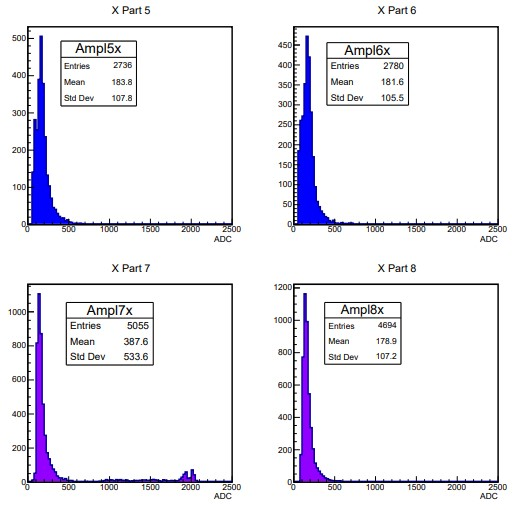 X Part 5
500
400
300
200
100
0
0 500 1000 1500 2000 2500
ADC
Ampl5x
Entries 2736
Mean 183.8
Std Dev 107.8
X Part 6
450
400
350
300
250
200
150
100
50
0
0 500 1000 1500 2000 2500
ADC
Ampl6x
Entries 2780
Mean 181.6
Std Dev 105.5
X Part 7
1000
800
600
400
200
0
0 500 1000 1500 2000 2500
ADC
Ampl7x
Entries 5055
Mean 387.6
Std Dev 533.6
X Part 8
1200
1000
800
600
400
200
0
0 500 1000 1500 2000 2500
ADC
Ampl8x
Entries 4694
Mean 178.9
Std Dev 107.2